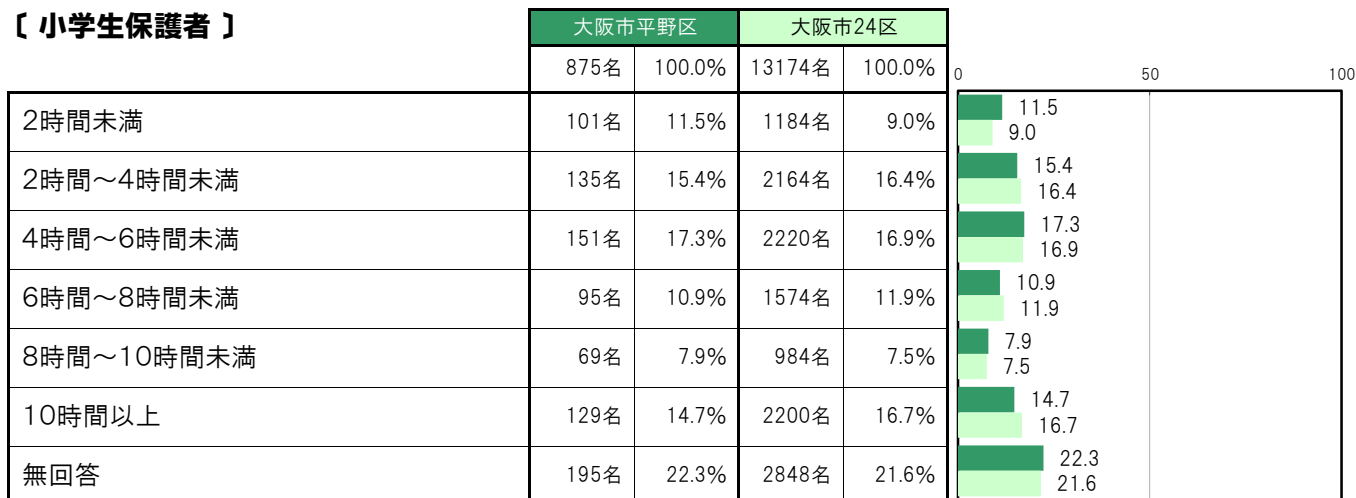 〔 小学生保護者 〕
大阪市平野区 大阪市24区
875名 100.0% 13174名 100.0% 0 50 100
2時間未満 101名 11.5% 1184名 9.0% 11.5
9.0
2時間～4時間未満 135名 15.4% 2164名 16.4% 15.4
16.4
4時間～6時間未満 151名 17.3% 2220名 16.9% 17.3
16.9
6時間～8時間未満 95名 10.9% 1574名 11.9% 10.9
11.9
8時間～10時間未満 69名 7.9% 984名 7.5% 7.9
7.5
10時間以上 129名 14.7% 2200名 16.7% 14.7
16.7
無回答 195名 22.3% 2848名 21.6% 22.3
21.6